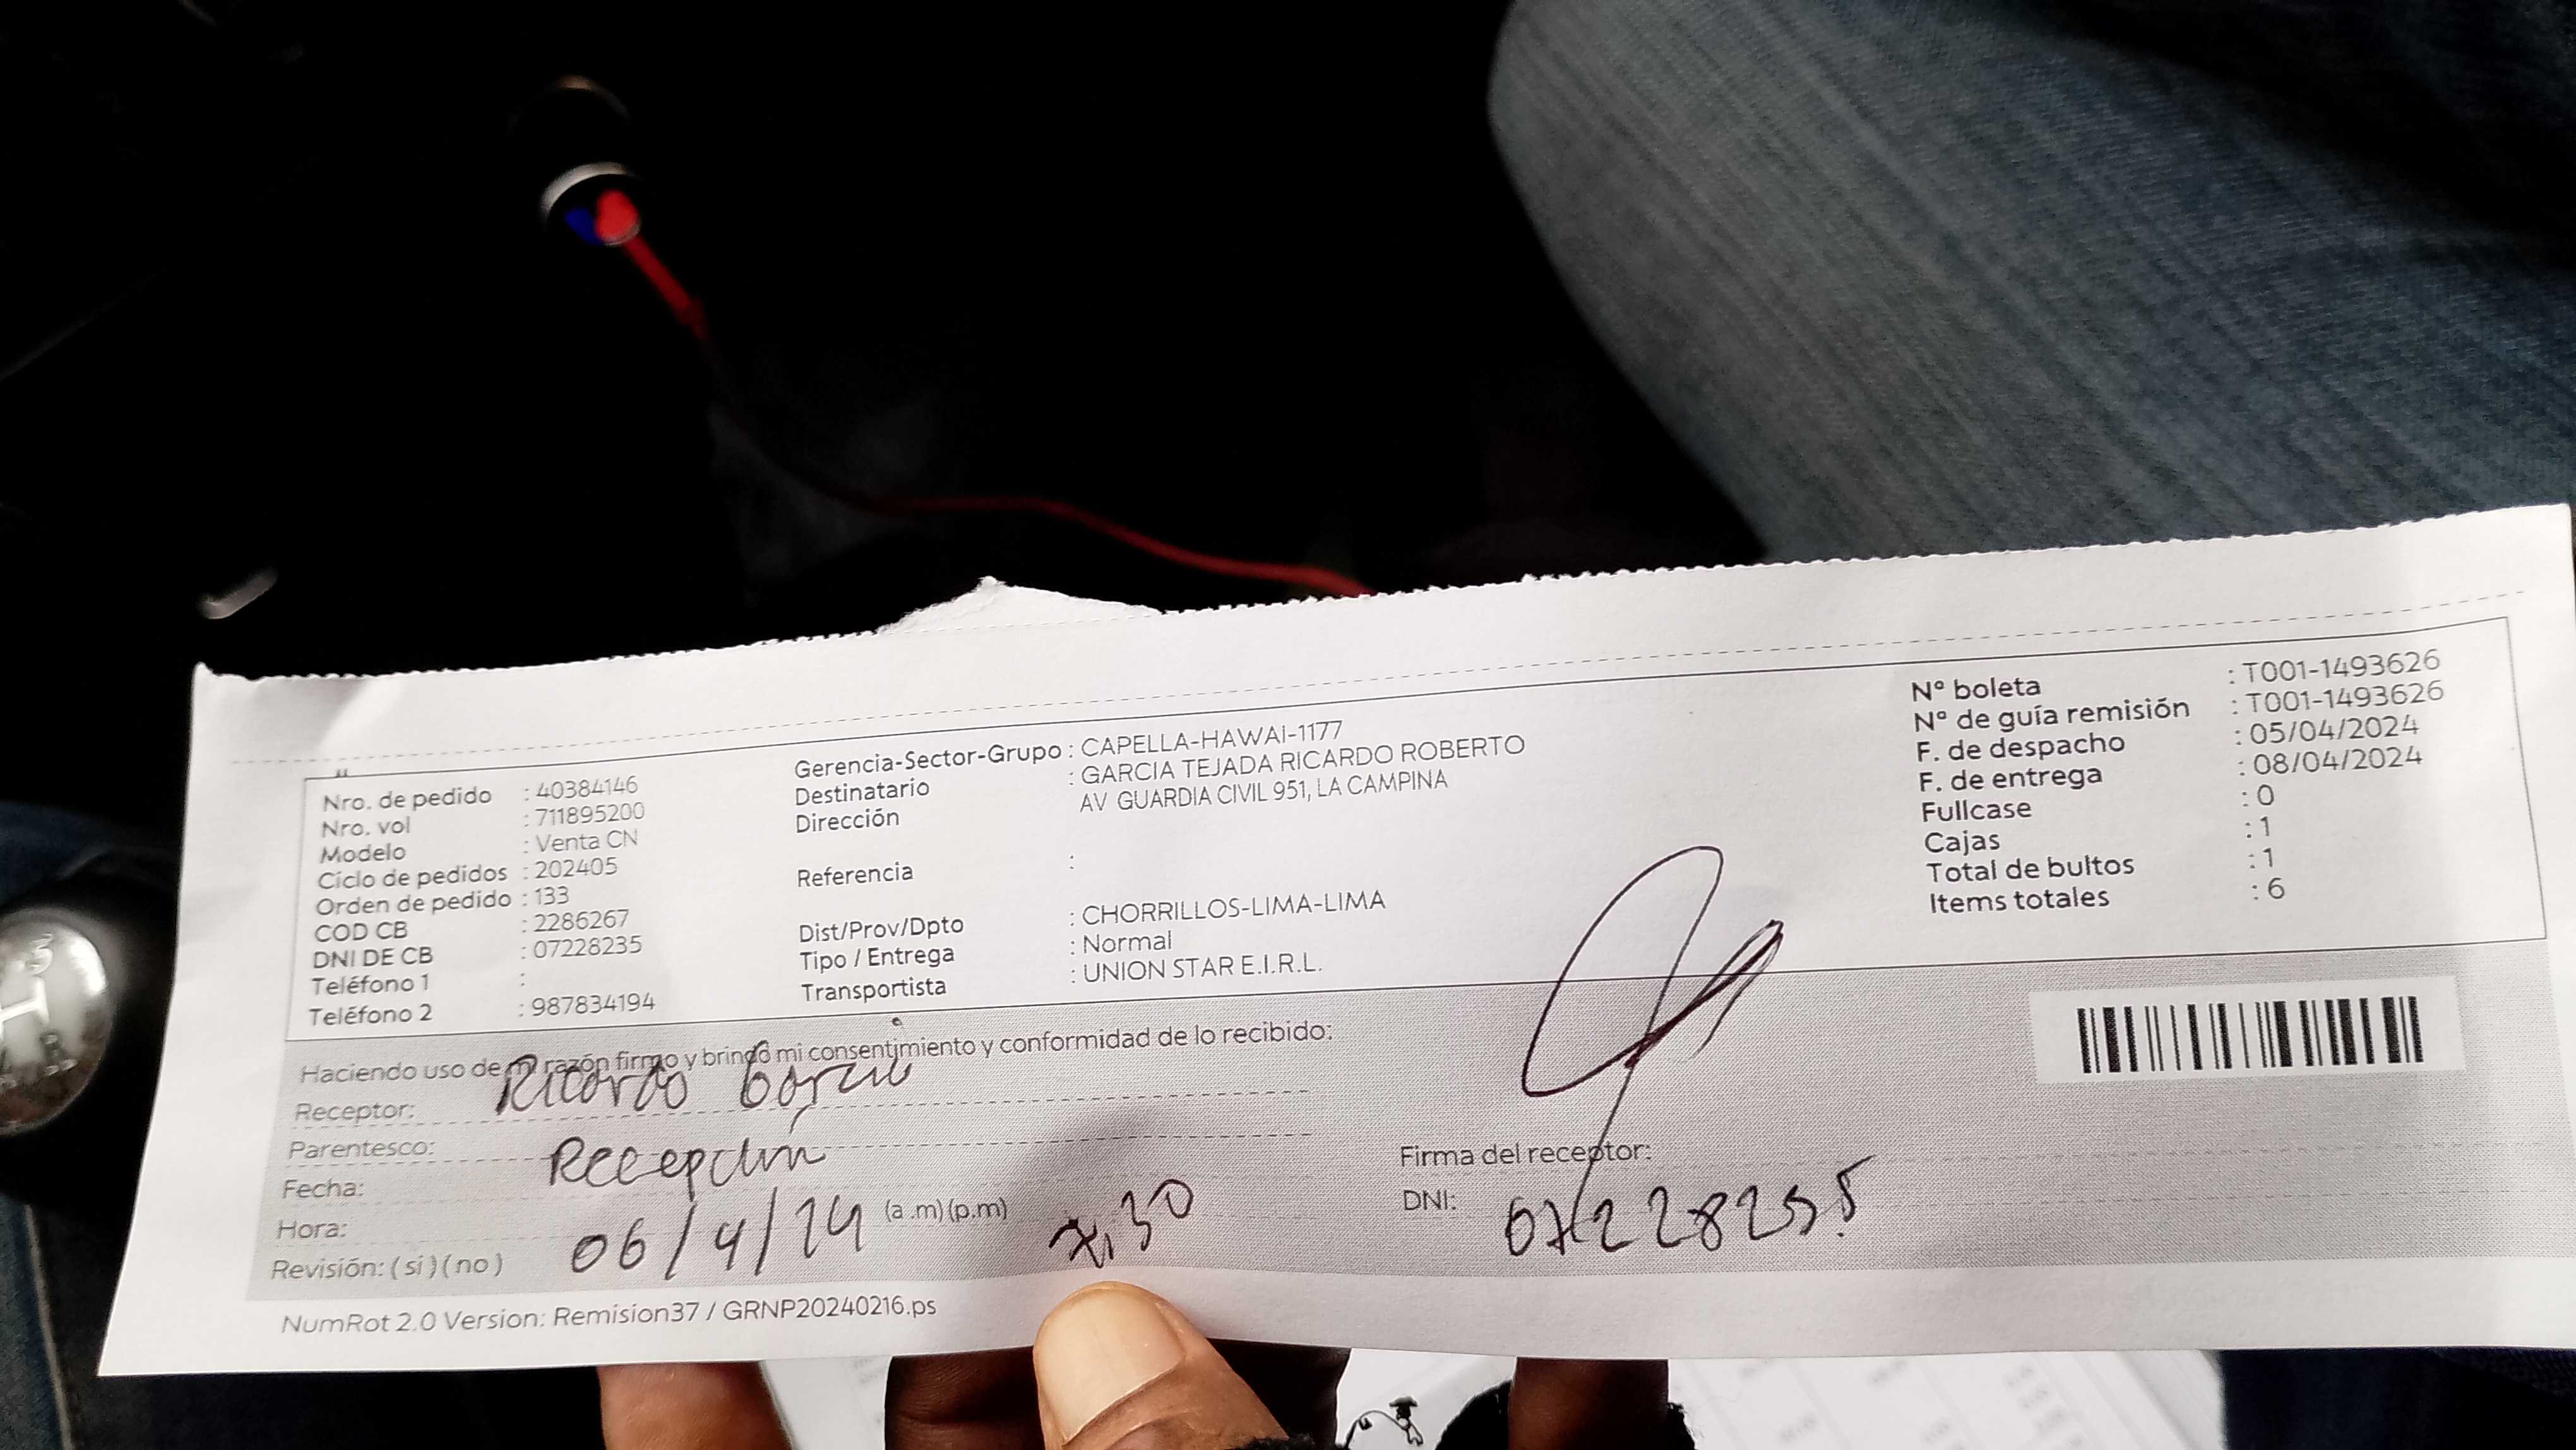 Nro. de pedido : 40384146
Nro. vol : 711895200
Modelo : Venta CN
Ciclo de pedidos : 202405
Orden de pedido : 133
COD CB : 2286267
DNI DE CB : 07228235
Teléfono 1 :
Teléfono 2 : 987834194
Gerencia-Sector-Grupo : CAPELLA-HAWAI-1177
Destinatario : GARCIA TEJADA RICARDO ROBERTO
Dirección AV GUARDIA CIVIL 951, LA CAMPINA
Referencia :
Dist/Prov/Dpto : CHORRILLOS-LIMA-LIMA
Tipo / Entrega : Normal
Transportista : UNION STAR E.I.R.L.
N° boleta : T001-1493626
N° de guía remisión : T001-1493626
F. de despacho : 05/04/2024
F. de entrega : 08/04/2024
Fullcase : 0
Cajas : 1
Total de bultos : 1
Items totales : 6
Haciendo uso de mi razón firmo y brindo mi consentimiento y conformidad de lo recibido:
Receptor: Ricardo Garcia
Parentesco: Recepción
Fecha:
Hora: 06/4/24 (a.m)(p.m) 7:30
Revisión: (si)(no)
Firma del receptor:
DNI:
NumRot 2.0 Version: Remision37 / GRNP20240216.ps